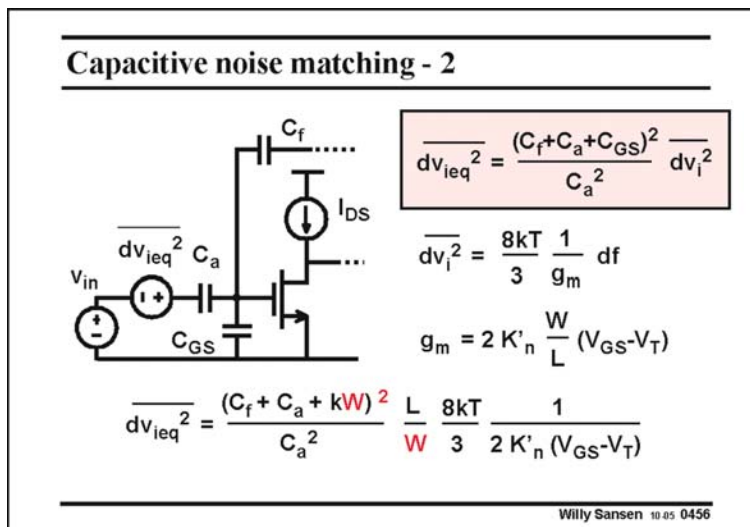 Capacitive noise matching - 2
C_f
I_DS
dv_ieq² C_a
v_in
C_GS
dv_ieq² = (C_f+C_a+C_GS)² / C_a² dv_i²
dv_i² = 8kT / 3 1 / g_m df
g_m = 2 K'_n W / L (V_GS-V_T)
dv_ieq² = (C_f + C_a + kW)² / C_a² L / W 8kT / 3 1 / 2 K'_n (V_GS-V_T)
Willy Sansen 10-05 0456